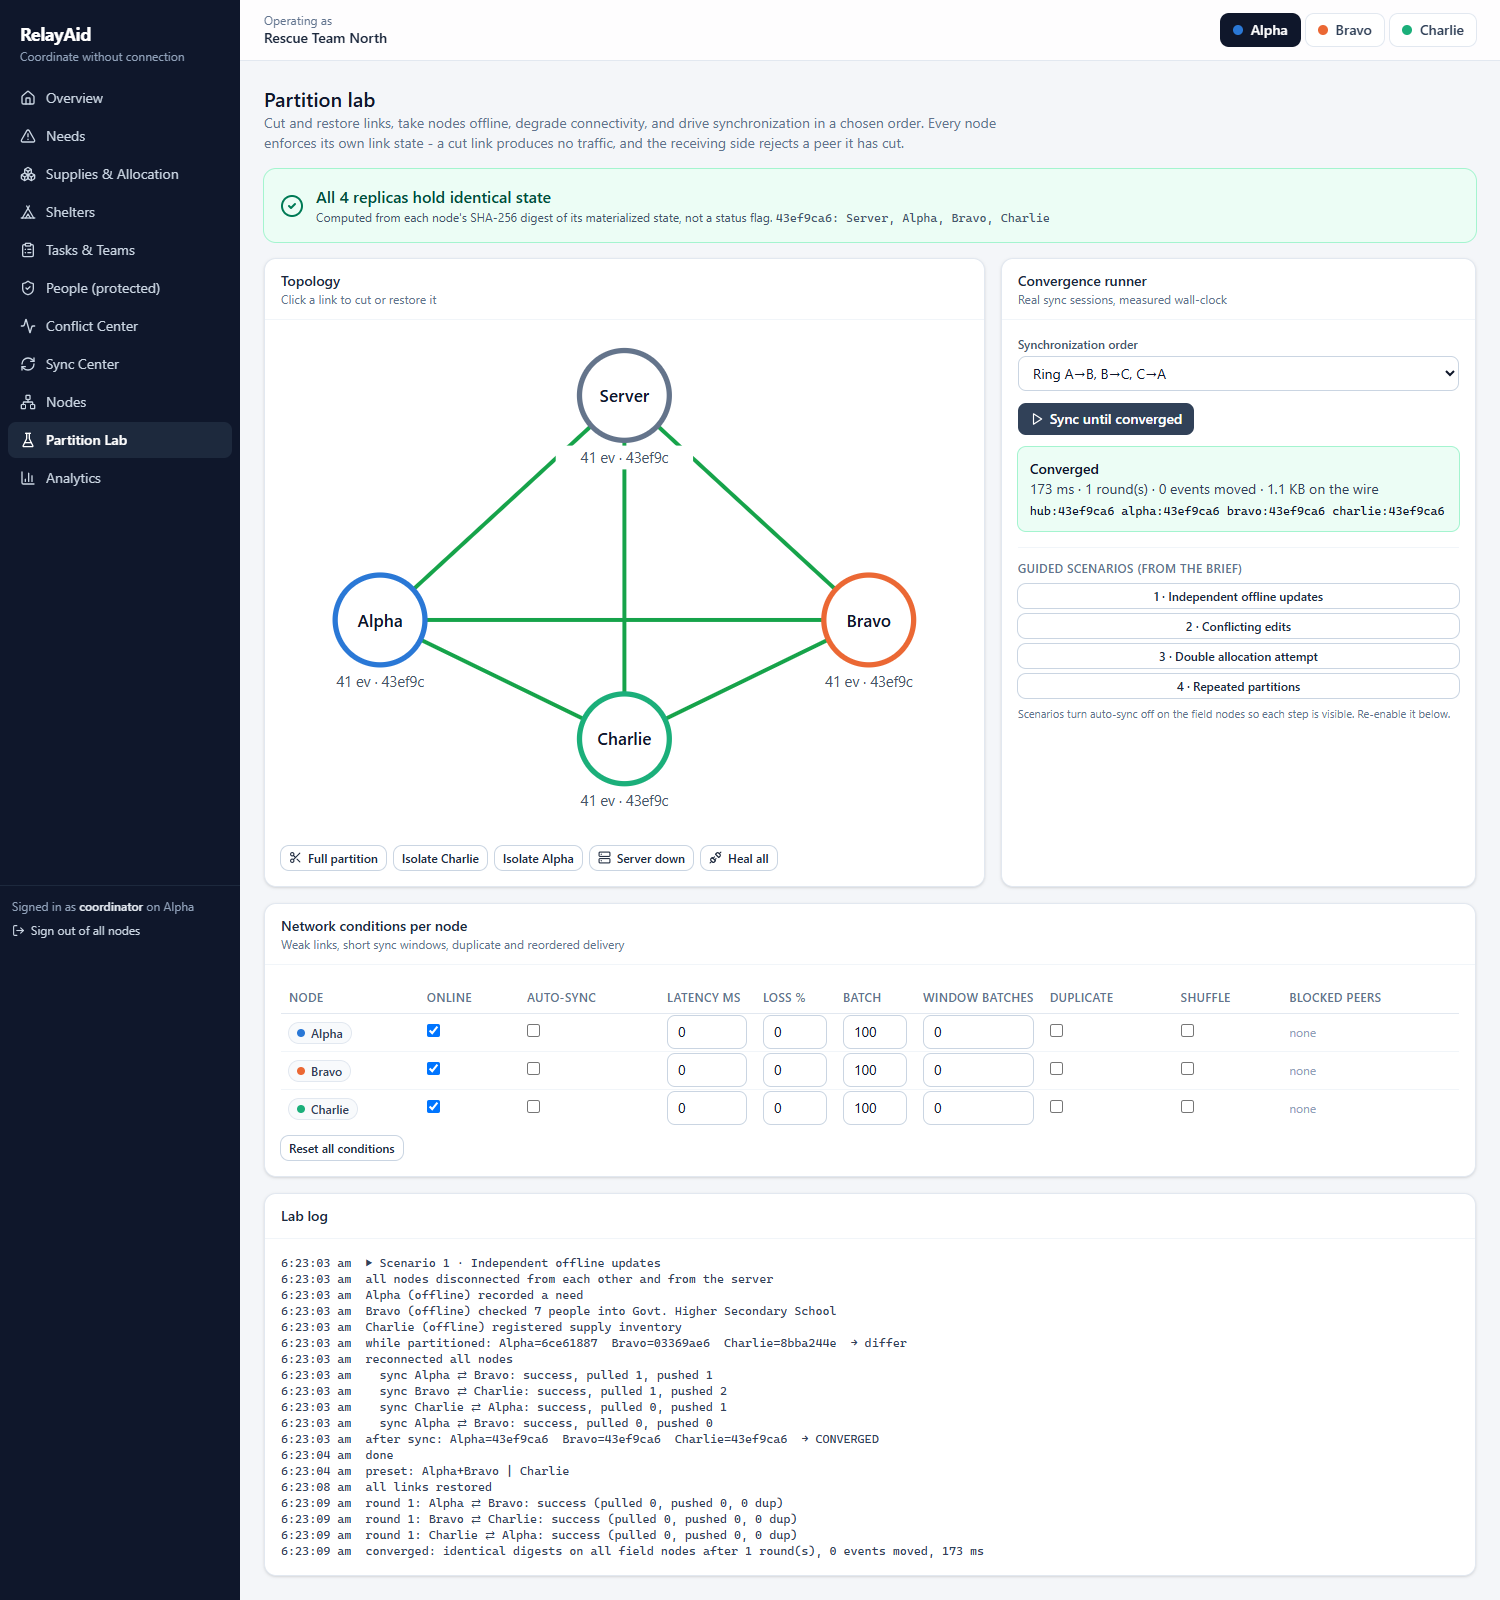 RelayAid
Coordinate without connection
Overview
Needs
Supplies & Allocation
Shelters
Tasks & Teams
People (protected)
Conflict Center
Sync Center
Nodes
Partition Lab
Analytics
Signed in as coordinator on Alpha
Sign out of all nodes
Operating as
Rescue Team North
Alpha
Bravo
Charlie
Partition lab
Cut and restore links, take nodes offline, degrade connectivity, and drive synchronization in a chosen order. Every node
enforces its own link state - a cut link produces no traffic, and the receiving side rejects a peer it has cut.
All 4 replicas hold identical state
Computed from each node's SHA-256 digest of its materialized state, not a status flag. 43ef9ca6: Server, Alpha, Bravo, Charlie
Topology
Click a link to cut or restore it
Server
41 ev · 43ef9c
Alpha
41 ev · 43ef9c
Bravo
41 ev · 43ef9c
Charlie
41 ev · 43ef9c
Full partition
Isolate Charlie
Isolate Alpha
Server down
Heal all
Convergence runner
Real sync sessions, measured wall-clock
Synchronization order
Ring A→B, B→C, C→A
Sync until converged
Converged
173 ms · 1 round(s) · 0 events moved · 1.1 KB on the wire
hub:43ef9ca6 alpha:43ef9ca6 bravo:43ef9ca6 charlie:43ef9ca6
GUIDED SCENARIOS (FROM THE BRIEF)
1 · Independent offline updates
2 · Conflicting edits
3 · Double allocation attempt
4 · Repeated partitions
Scenarios turn auto-sync off on the field nodes so each step is visible. Re-enable it below.
Network conditions per node
Weak links, short sync windows, duplicate and reordered delivery
NODE ONLINE AUTO-SYNC LATENCY MS LOSS % BATCH WINDOW BATCHES DUPLICATE SHUFFLE BLOCKED PEERS
Alpha 0 0 100 0 none
Bravo 0 0 100 0 none
Charlie 0 0 100 0 none
Reset all conditions
Lab log
6:23:03 am ▶ Scenario 1 · Independent offline updates
6:23:03 am all nodes disconnected from each other and from the server
6:23:03 am Alpha (offline) recorded a need
6:23:03 am Bravo (offline) checked 7 people into Govt. Higher Secondary School
6:23:03 am Charlie (offline) registered supply inventory
6:23:03 am while partitioned: Alpha=6ce61887 Bravo=03369ae6 Charlie=8bba244e → differ
6:23:03 am reconnected all nodes
6:23:03 am sync Alpha ⇄ Bravo: success, pulled 1, pushed 1
6:23:03 am sync Bravo ⇄ Charlie: success, pulled 1, pushed 2
6:23:03 am sync Charlie ⇄ Alpha: success, pulled 0, pushed 1
6:23:03 am sync Alpha ⇄ Bravo: success, pulled 0, pushed 0
6:23:03 am after sync: Alpha=43ef9ca6 Bravo=43ef9ca6 Charlie=43ef9ca6 → CONVERGED
6:23:04 am done
6:23:04 am preset: Alpha+Bravo | Charlie
6:23:08 am all links restored
6:23:09 am round 1: Alpha ⇄ Bravo: success (pulled 0, pushed 0, 0 dup)
6:23:09 am round 1: Bravo ⇄ Charlie: success (pulled 0, pushed 0, 0 dup)
6:23:09 am round 1: Charlie ⇄ Alpha: success (pulled 0, pushed 0, 0 dup)
6:23:09 am converged: identical digests on all field nodes after 1 round(s), 0 events moved, 173 ms